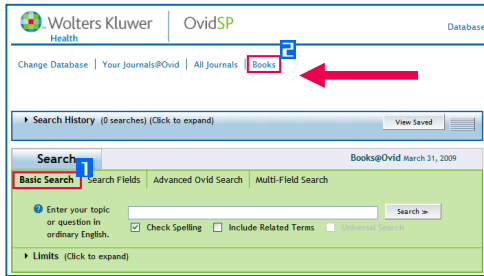 Wolters Kluwer OvidSP
Health
Database
Change Database | Your Journals@Ovid | All Journals | Books
2
Search History (0 searches) (Click to expand) View Saved
1
Search Books@Ovid March 31, 2009
Basic Search Search Fields Advanced Ovid Search Multi-Field Search
Enter your topic
or question in
ordinary English.
Search >>
Check Spelling Include Related Terms Universal Search
Limits (Click to expand)